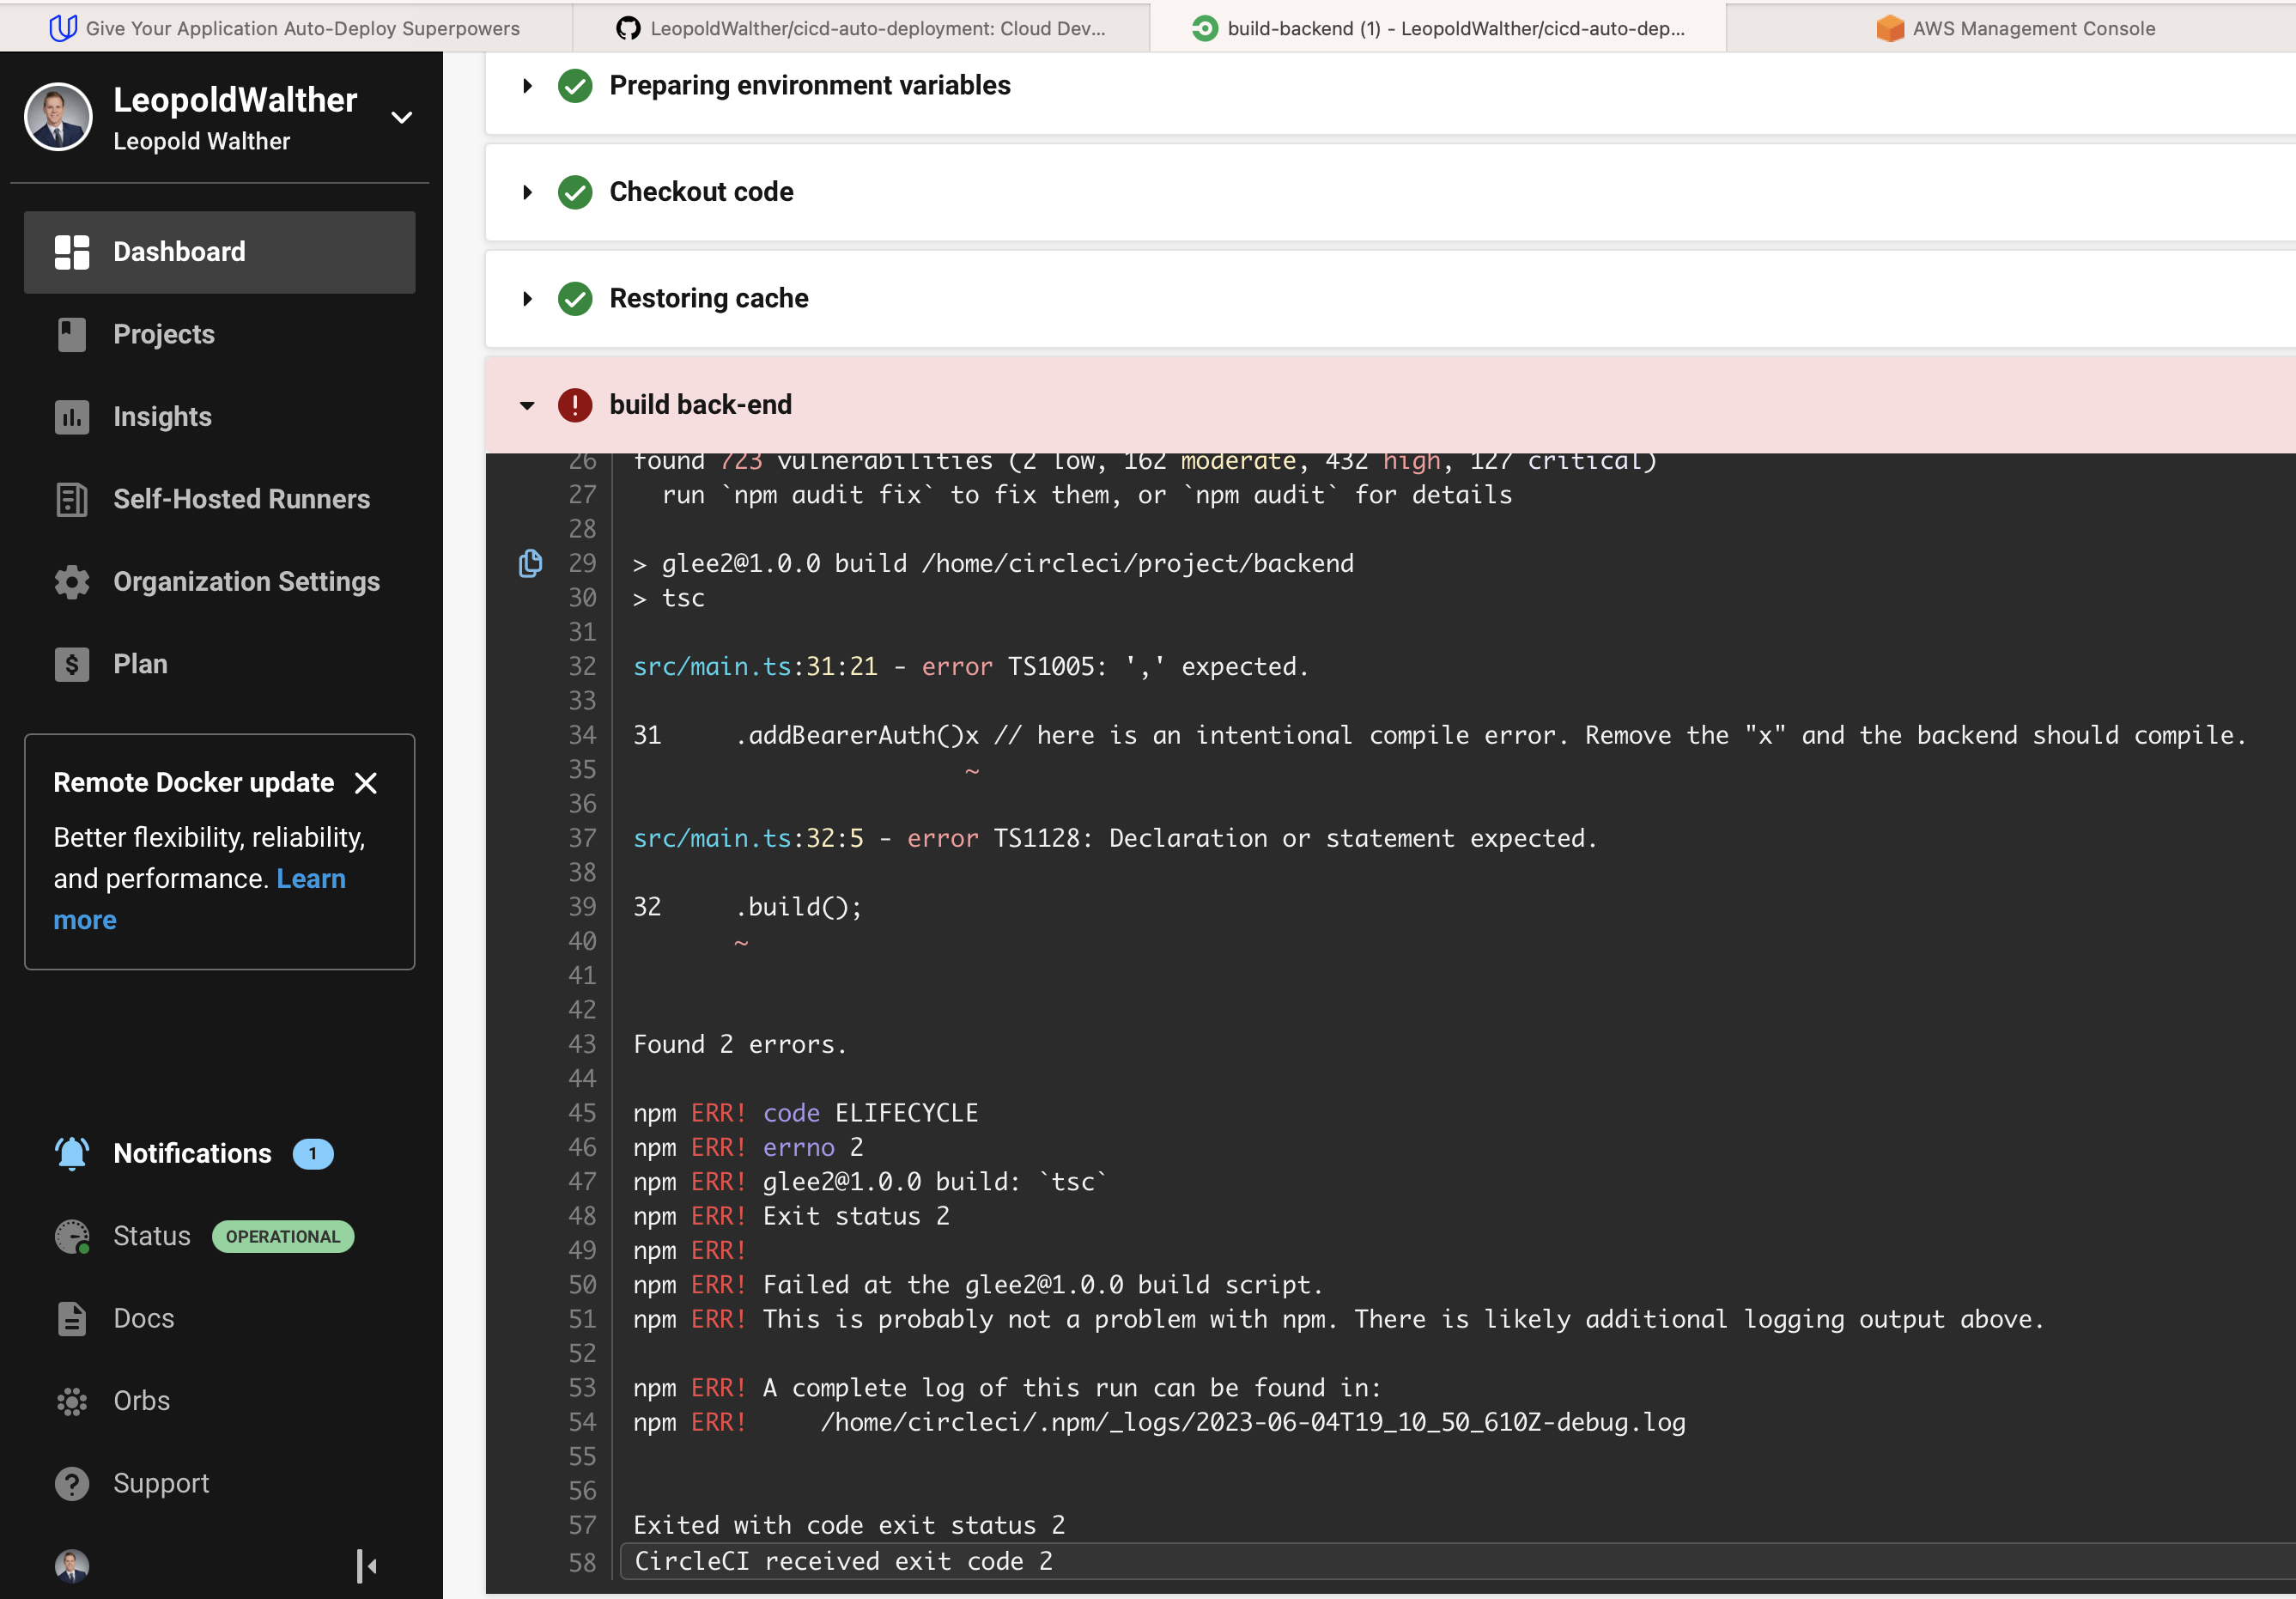 Give Your Application Auto-Deploy Superpowers
LeopoldWalther/cicd-auto-deployment: Cloud Dev...
build-backend (1) - LeopoldWalther/cicd-auto-dep...
AWS Management Console
LeopoldWalther
Leopold Walther
Dashboard
Projects
Insights
Self-Hosted Runners
Organization Settings
Plan
Remote Docker update
Better flexibility, reliability,
and performance. Learn
more
Notifications 1
Status OPERATIONAL
Docs
Orbs
Support
Preparing environment variables
Checkout code
Restoring cache
build back-end
26 found 723 vulnerabilities (2 low, 162 moderate, 432 high, 127 critical)
27 run `npm audit fix` to fix them, or `npm audit` for details
28
29 > glee2@1.0.0 build /home/circleci/project/backend
30 > tsc
31
32 src/main.ts:31:21 - error TS1005: ',' expected.
33
34 31     .addBearerAuth()x // here is an intentional compile error. Remove the "x" and the backend should compile.
35 ~
36
37 src/main.ts:32:5 - error TS1128: Declaration or statement expected.
38
39 32     .build();
40 ~
41
42
43 Found 2 errors.
44
45 npm ERR! code ELIFECYCLE
46 npm ERR! errno 2
47 npm ERR! glee2@1.0.0 build: `tsc`
48 npm ERR! Exit status 2
49 npm ERR!
50 npm ERR! Failed at the glee2@1.0.0 build script.
51 npm ERR! This is probably not a problem with npm. There is likely additional logging output above.
52
53 npm ERR! A complete log of this run can be found in:
54 npm ERR!     /home/circleci/.npm/_logs/2023-06-04T19_10_50_610Z-debug.log
55
56
57 Exited with code exit status 2
58 CircleCI received exit code 2